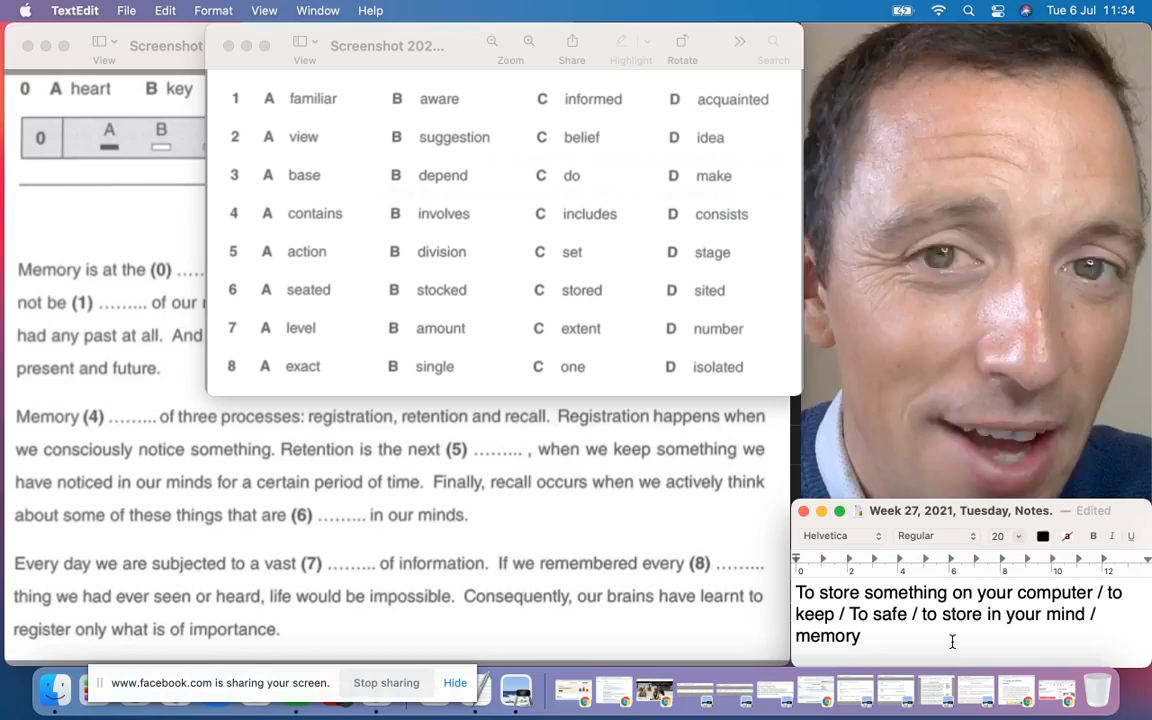 TextEdit File Edit Format View Window Help Tue 6 Jul 11:34
Screenshot
View
Screenshot 202...
View Zoom Share Highlight Rotate Search
0 A heart B key
0 A B
1 A familiar B aware C informed D acquainted
2 A view B suggestion C belief D idea
3 A base B depend C do D make
4 A contains B involves C includes D consists
5 A action B division C set D stage
6 A seated B stocked C stored D sited
7 A level B amount C extent D number
8 A exact B single C one D isolated
Memory is at the (0) .....
not be (1) ......... of our
had any past at all. And
present and future.
Memory (4) ......... of three processes: registration, retention and recall. Registration happens when
we consciously notice something. Retention is the next (5) ......... , when we keep something we
have noticed in our minds for a certain period of time. Finally, recall occurs when we actively think
about some of these things that are (6) ......... in our minds.
Every day we are subjected to a vast (7) ......... of information. If we remembered every (8) .........
thing we had ever seen or heard, life would be impossible. Consequently, our brains have learnt to
register only what is of importance.
Week 27, 2021, Tuesday, Notes. — Edited
Helvetica Regular 20 a B I U
0 2 4 6 8 10 12
To store something on your computer / to
keep / To safe / to store in your mind /
memory
www.facebook.com is sharing your screen. Stop sharing Hide